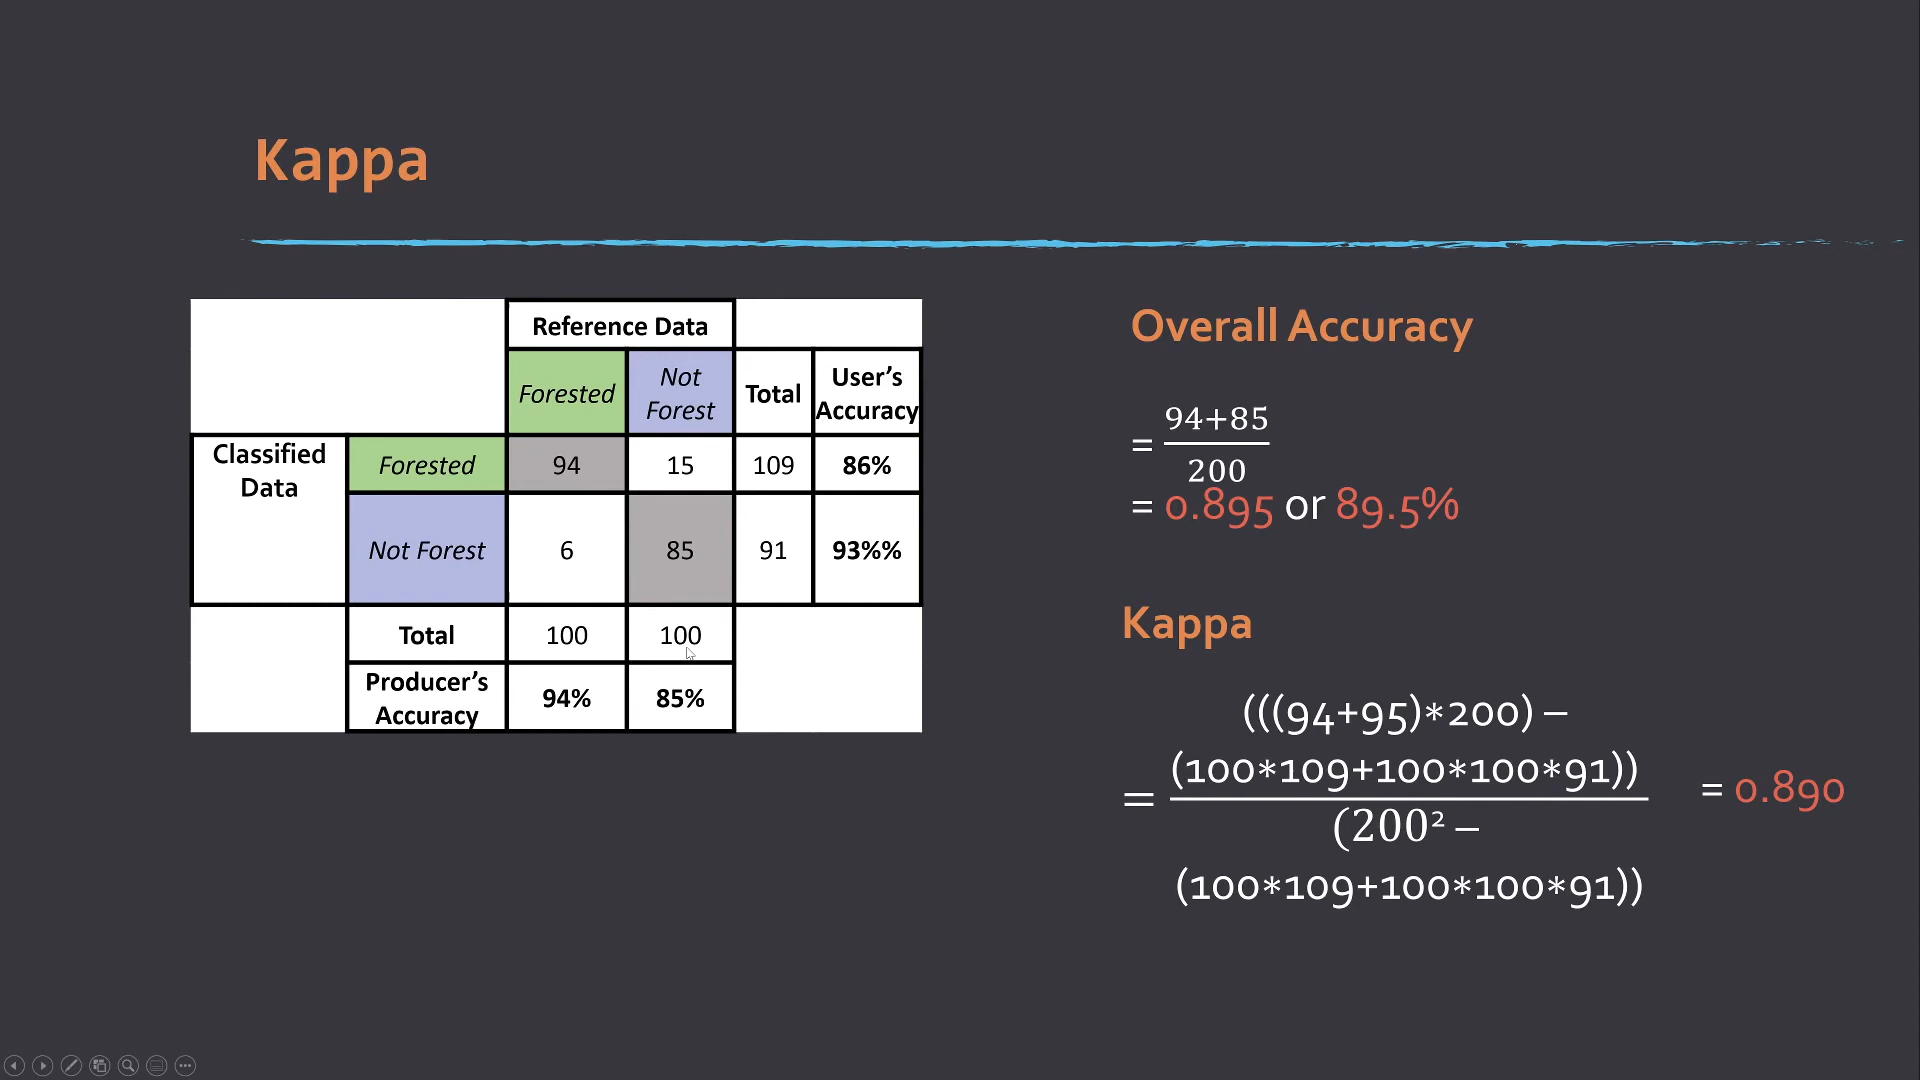 Kappa
Reference Data
Forested
Not
Forest
Total
User’s
Accuracy
Classified
Data
Forested
94
15
109
86%
Not Forest
6
85
91
93%%
Total
100
100
Producer’s
Accuracy
94%
85%
Overall Accuracy
= 94+85
200
= 0.895 or 89.5%
Kappa
(((94+95)*200) –
(100*109+100*100*91))
=
(200² –
(100*109+100*100*91))
= 0.890